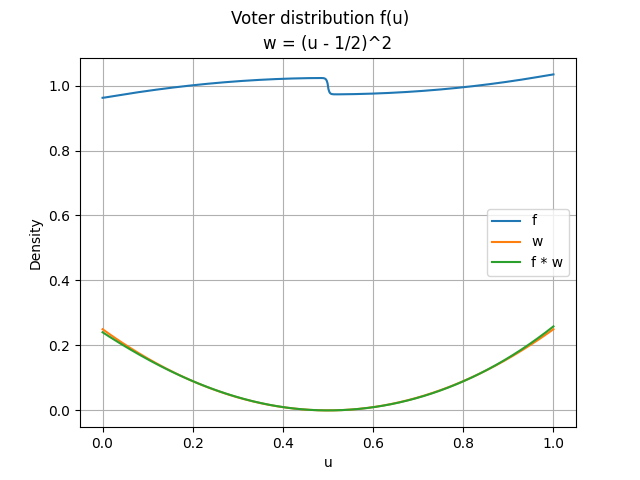 Voter distribution f(u)
w = (u - 1/2)^2
Density
1.0
0.8
0.6
0.4
0.2
0.0
f
w
f * w
0.0 0.2 0.4 0.6 0.8 1.0
u